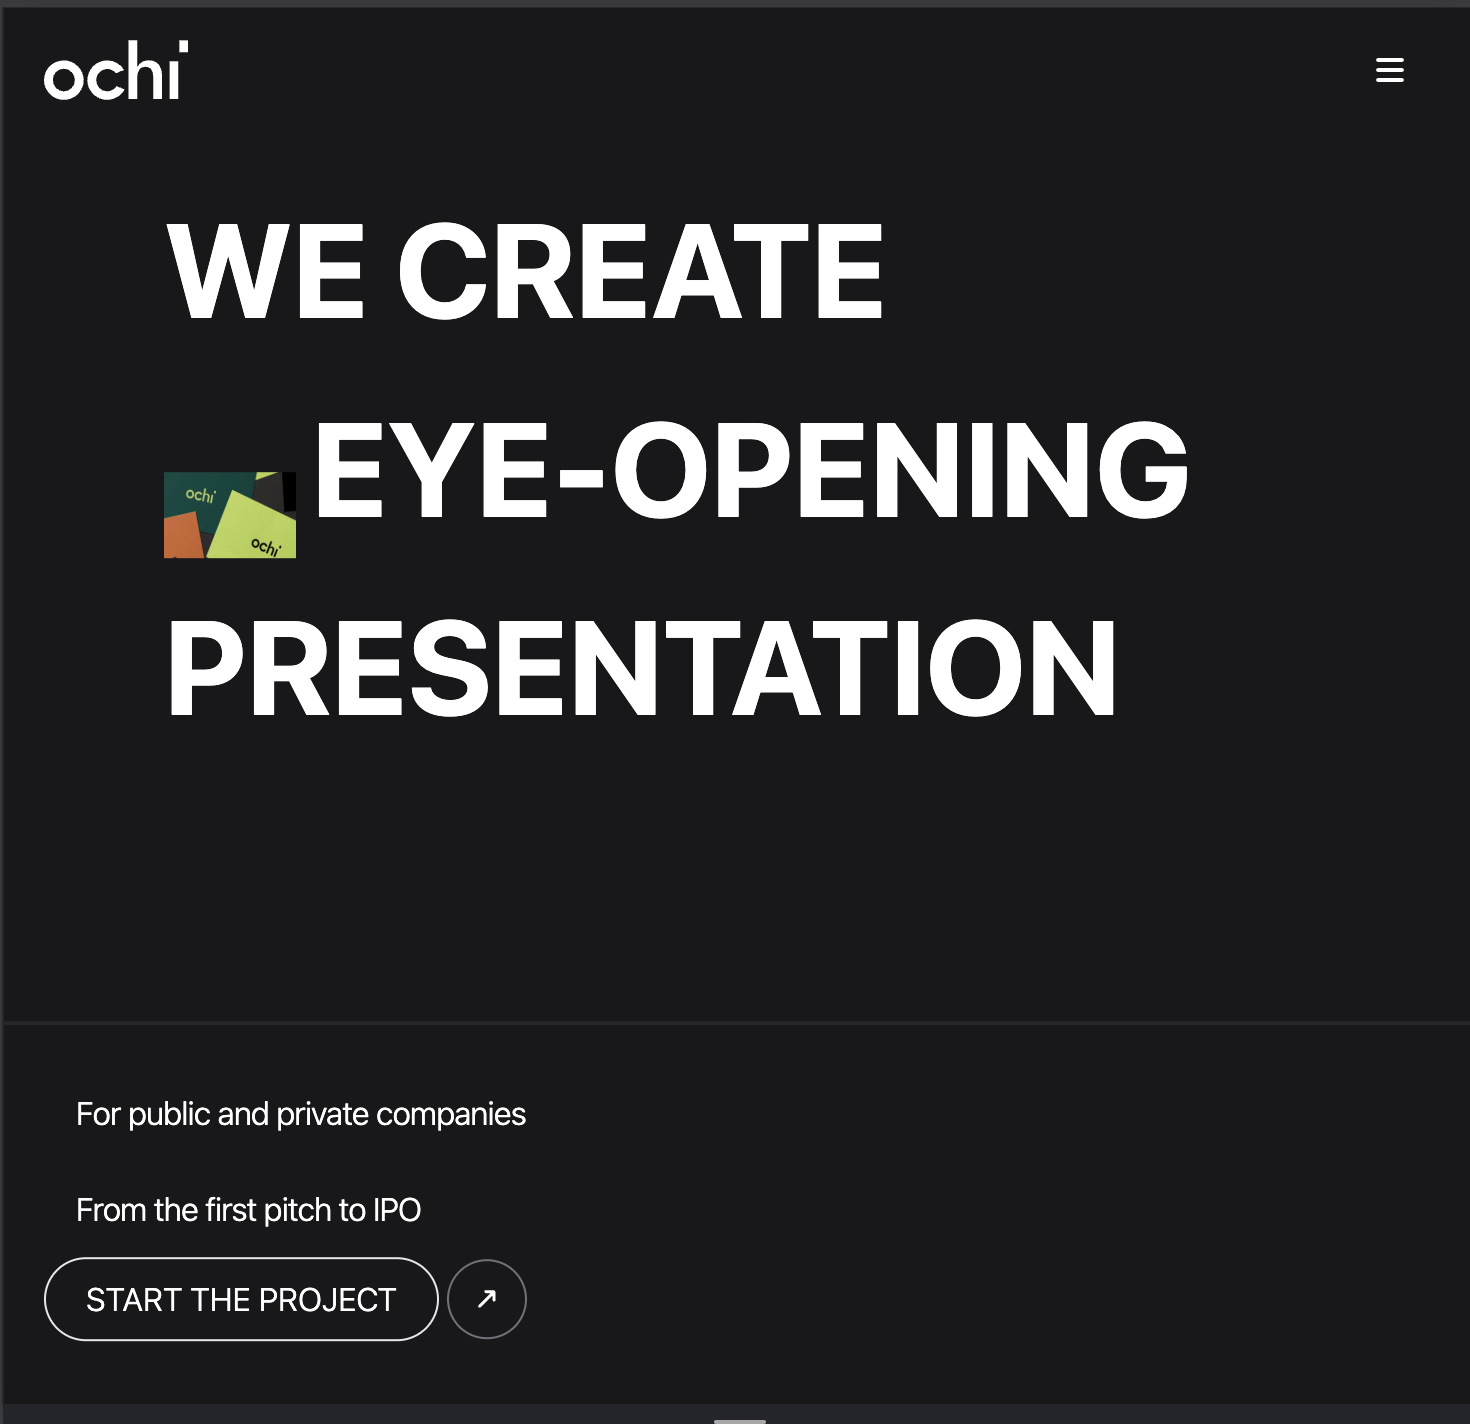 ochi
WE CREATE
EYE-OPENING
ochi
ochi
PRESENTATION
For public and private companies
From the first pitch to IPO
START THE PROJECT